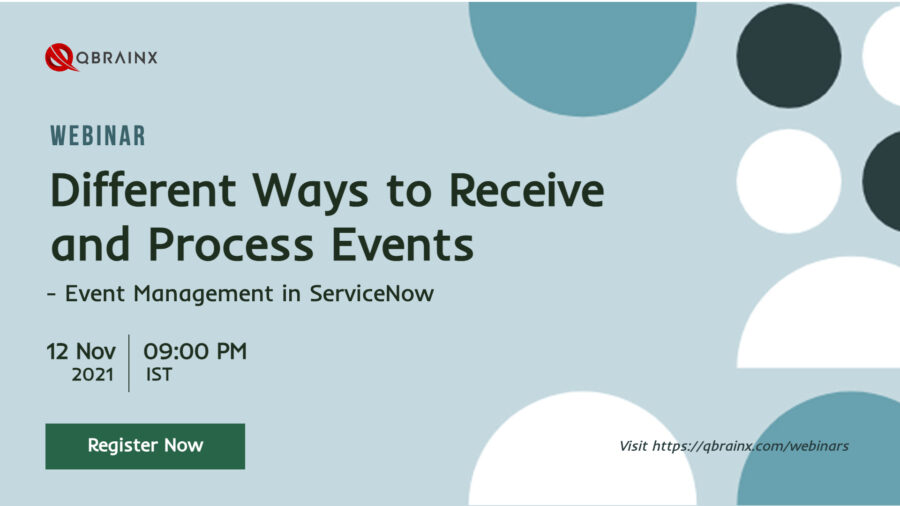 QBRAINX
WEBINAR
Different Ways to Receive
and Process Events
- Event Management in ServiceNow
12 Nov
2021
09:00 PM
IST
Register Now
Visit https://qbrainx.com/webinars